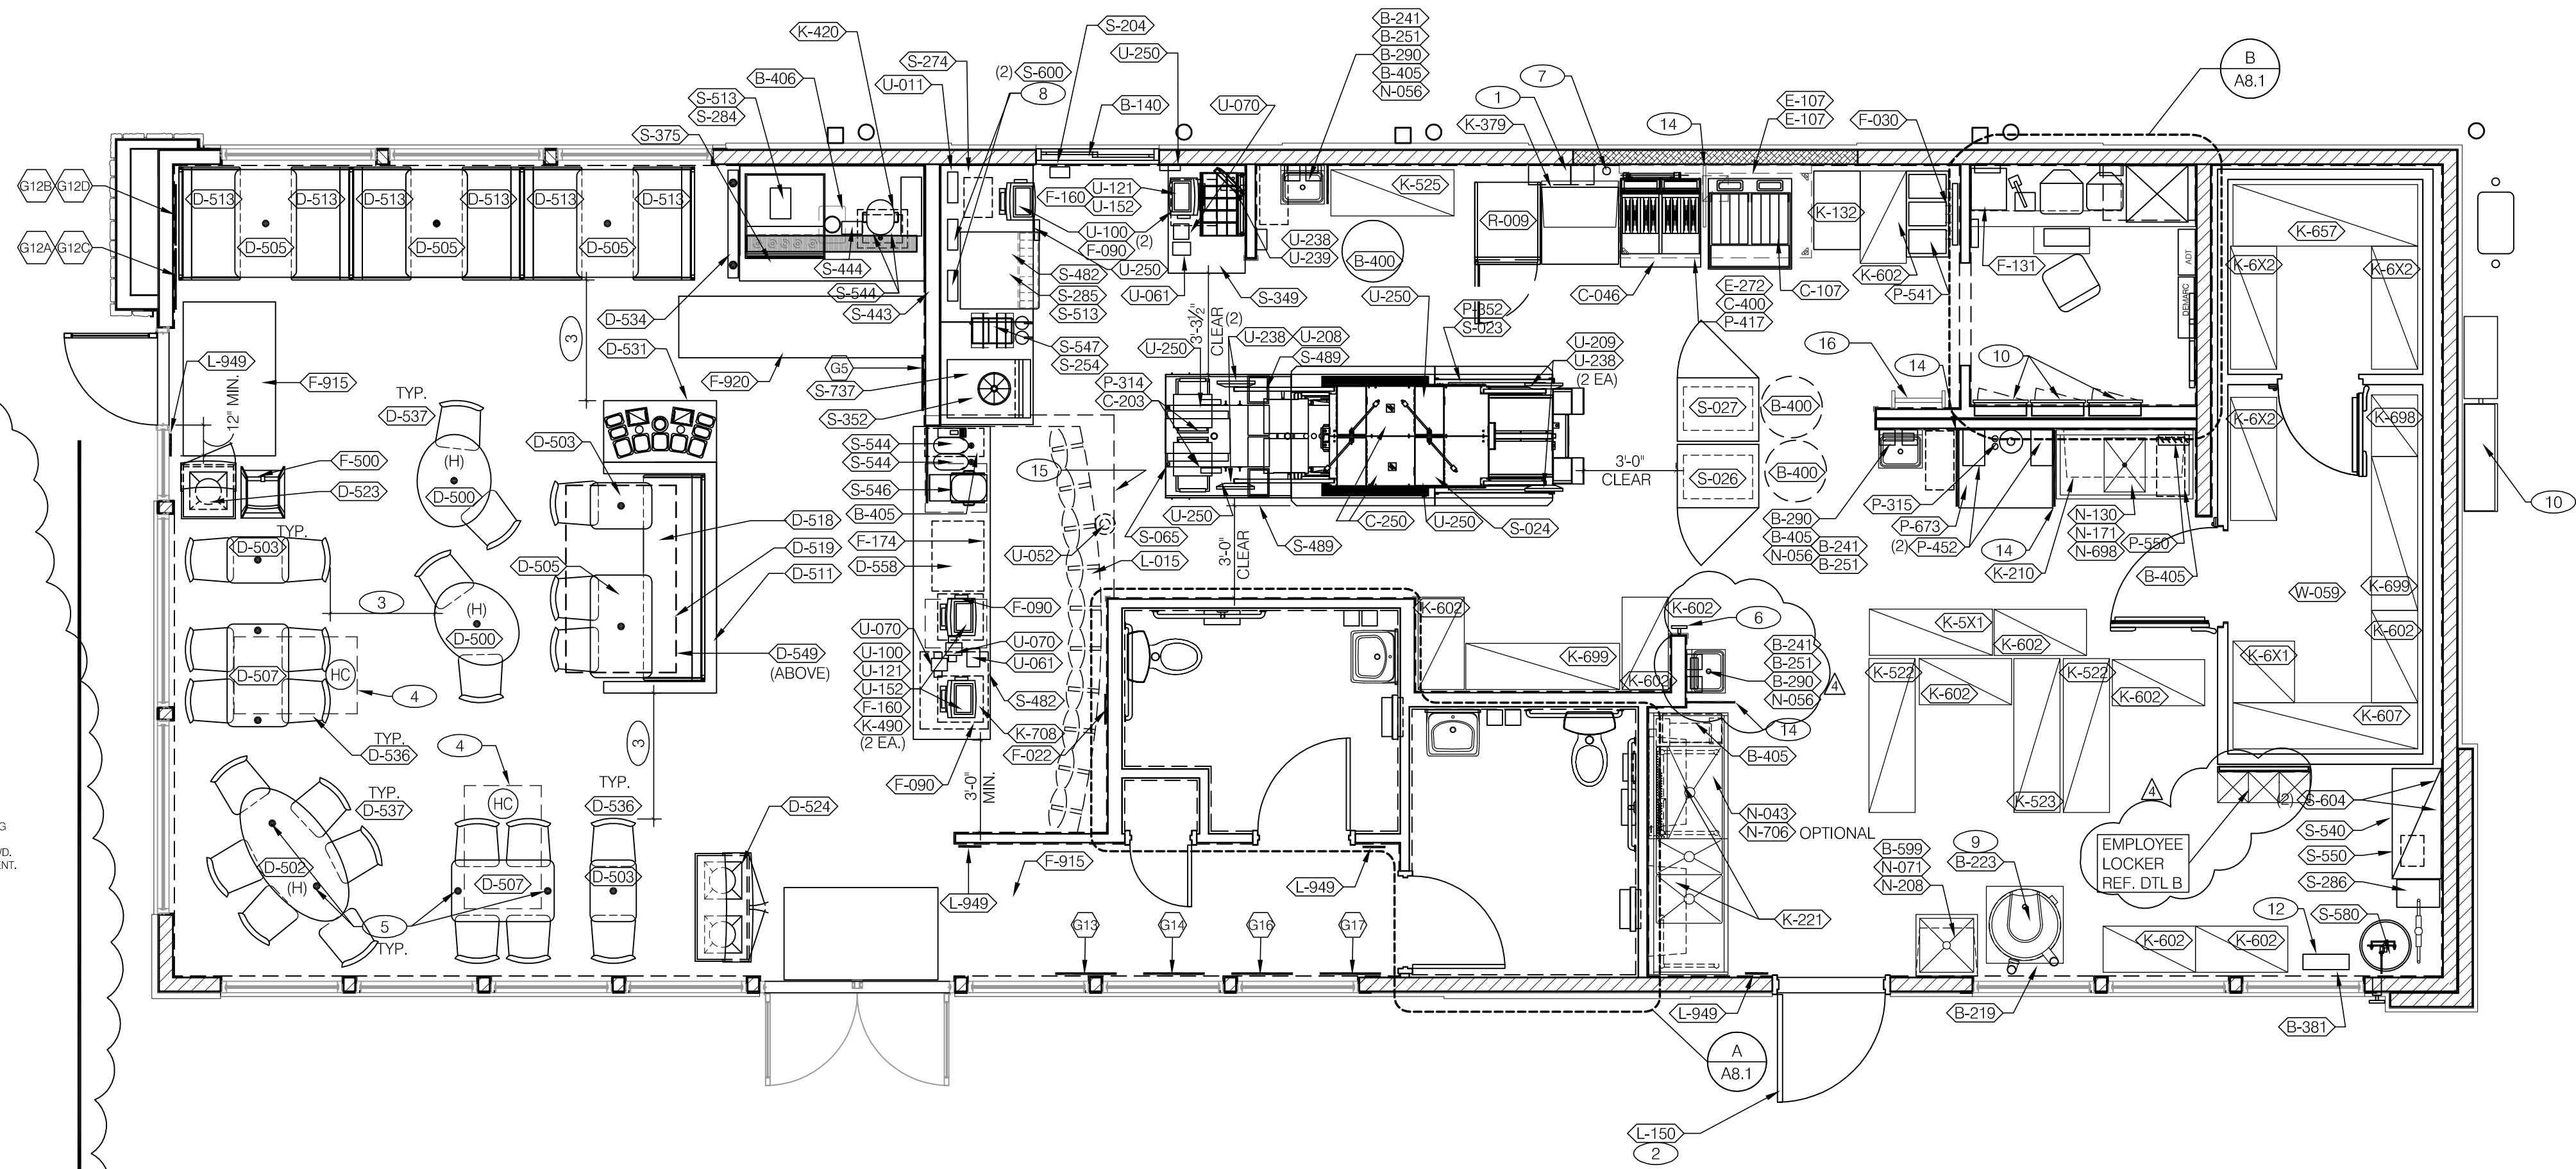 B-241
S-204
B-251
K-420
B
U-250
B-290
A8.1
S-274
B-405
(2) S-600
7
B-406
U-011
8
N-056
1
E-107
S-513
B-140
U-070
E-107
S-284
K-379
14
F-030
S-375
G12B
G12D
D-513
D-513
D-513
D-513
D-513
D-513
U-121
F-160
U-152
K-525
R-009
K-132
K-657
U-100
(2)
F-090
G12A
G12C
D-505
D-505
D-505
U-238
U-239
B-400
U-250
S-444
S-482
K-602
F-131
ADT
K-6X2
K-6X2
S-544
S-285
U-061
S-349
U-250
C-046
E-272
C-107
P-541
S-443
S-513
P-352
C-400
DEMARC
D-534
3'-3½"
CLEAR
(2)
S-023
P-417
3
U-238
U-208
U-209
D-531
S-547
U-250
S-489
U-238
16
14
10
L-949
S-254
(2 EA)
G5
P-314
F-915
F-920
S-737
C-203
S-027
B-400
12" MIN.
TYP.
D-537
S-352
K-6X2
K-698
D-503
S-544
F-500
(H)
S-544
15
3'-0"
CLEAR
S-026
B-400
D-523
D-500
S-546
P-315
10
B-405
U-250
C-250
U-250
S-024
B-290
P-673
N-130
D-518
S-065
S-489
B-405
(2) P-452
N-171
P-550
TYP.
F-174
U-052
L-015
N-056
B-241
14
N-698
D-503
D-519
D-558
3'-0"
CLEAR
B-251
K-210
B-405
D-505
D-511
W-059
K-699
3
(H)
F-090
K-602
K-602
6
K-5X1
K-602
D-500
U-070
U-070
B-241
K-602
U-100
U-061
K-699
B-251
K-6X1
D-549
(ABOVE)
U-121
HC
D-507
4
U-152
S-482
K-602
B-290
4
K-522
K-602
K-522
K-602
F-160
N-056
K-607
K-490
K-708
14
TYP.
D-536
3
(2 EA.)
F-022
B-405
4
F-090
3'-0"
MIN.
TYP.
D-537
HC
TYP.
D-536
D-524
N-043
K-523
4
(2) S-604
N-706 OPTIONAL
S-540
EMPLOYEE
LOCKER
REF. DTL B
9
B-599
B-223
S-550
D-502
D-507
D-503
F-915
N-071
S-286
(H)
L-949
L-949
N-208
5
K-221
12
S-580
TYP.
G13
G14
G16
G17
K-602
K-602
L-949
B-219
B-381
A
A8.1
L-150
2
G
/D.
ENT.